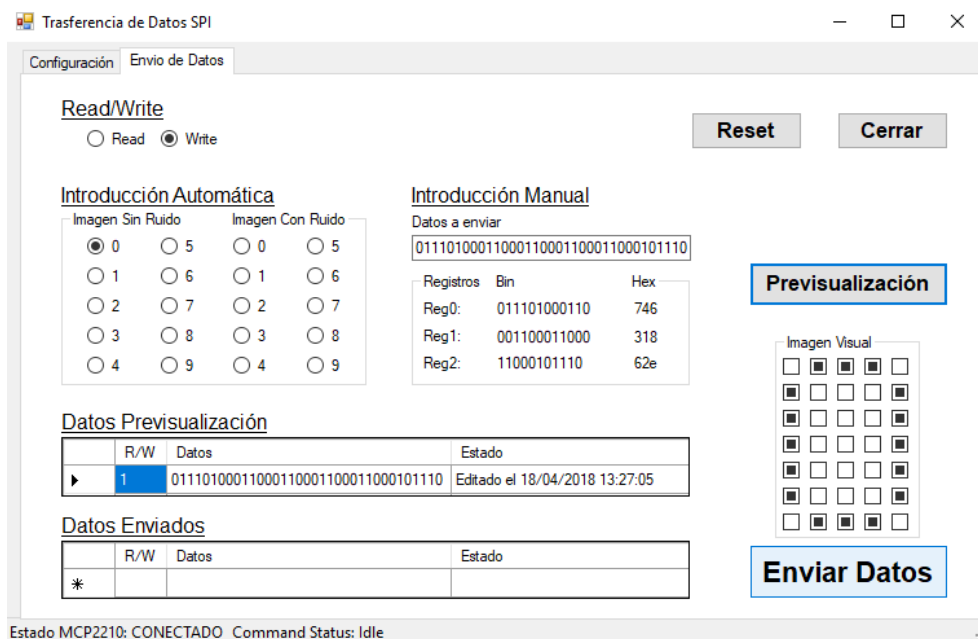 Trasferencia de Datos SPI
Configuración Envio de Datos
Read/Write
Read Write
Reset Cerrar
Introducción Automática
Imagen Sin Ruido Imagen Con Ruido
0 5 0 5
1 6 1 6
2 7 2 7
3 8 3 8
4 9 4 9
Introducción Manual
Datos a enviar
01110100011000110001100011000101110
Registros Bin Hex
Reg0: 011101000110 746
Reg1: 001100011000 318
Reg2: 11000101110 62e
Previsualización
Imagen Visual
Datos Previsualización
R/W Datos Estado
1 01110100011000110001100011000101110 Editado el 18/04/2018 13:27:05
Datos Enviados
R/W Datos Estado
Enviar Datos
Estado MCP2210: CONECTADO Command Status: Idle